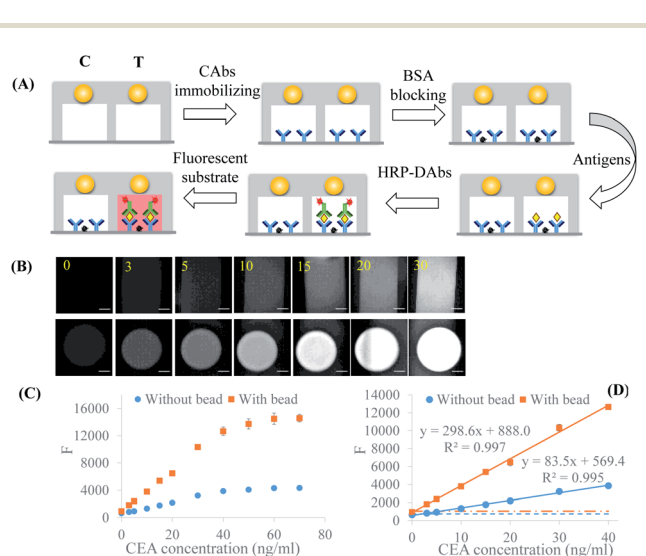 C T
(A)
CAbs
immobilizing
BSA
blocking
Antigens
HRP-DAbs
Fluorescent
substrate
(B)
0 3 5 10 15 20 30
(C)
Without bead With bead
16000
12000
8000
4000
0
F
0 20 40 60 80
CEA concentration (ng/ml)
(D)
Without bead With bead
14000
12000
10000
8000
6000
4000
2000
0
F
y = 298.6x + 888.0
R² = 0.997
y = 83.5x + 569.4
R² = 0.995
0 10 20 30 40
CEA concentration (ng/ml)